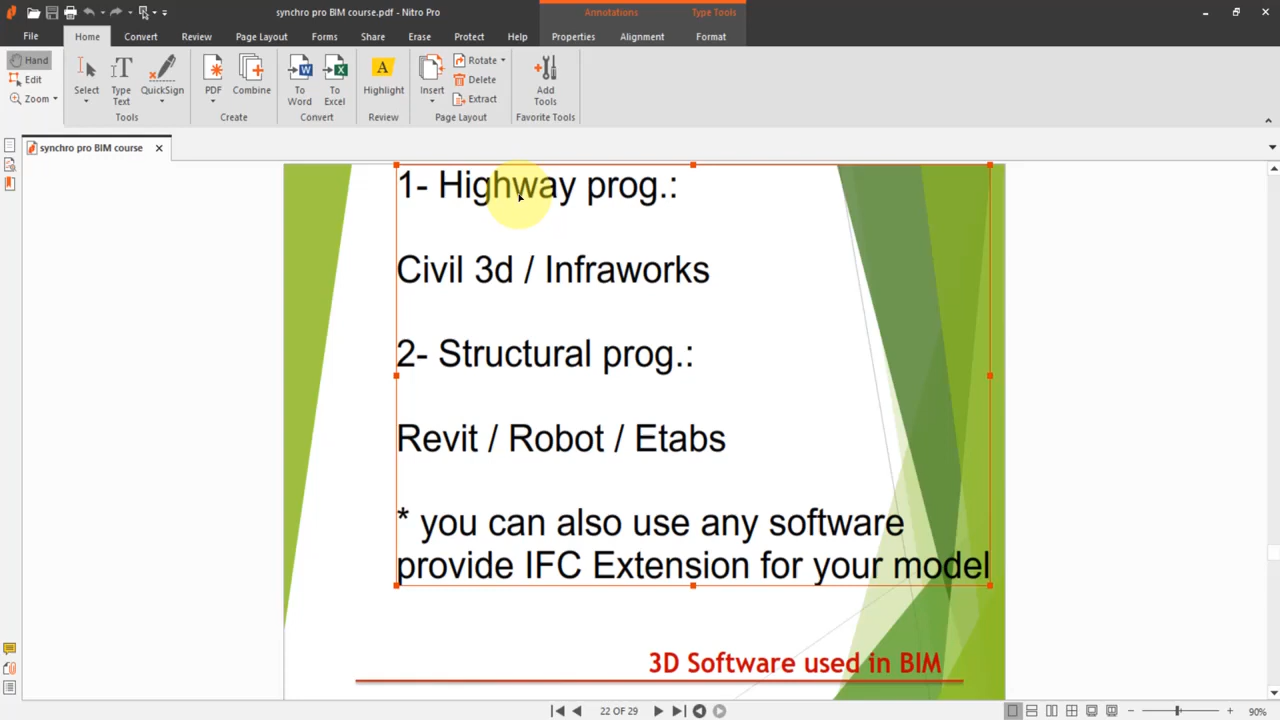 synchro pro BIM course.pdf - Nitro Pro
Annotations Type Tools
File Home Convert Review Page Layout Forms Share Erase Protect Help Properties Alignment Format
Hand
Edit
Zoom
Select
Type Text
QuickSign
Tools
PDF
Combine
Create
To Word
To Excel
Convert
Highlight
Review
Insert
Rotate
Delete
Extract
Page Layout
Add Tools
Favorite Tools
synchro pro BIM course
1- Highway prog.:
Civil 3d / Infraworks
2- Structural prog.:
Revit / Robot / Etabs
* you can also use any software
provide IFC Extension for your model
3D Software used in BIM
22 OF 29
90%